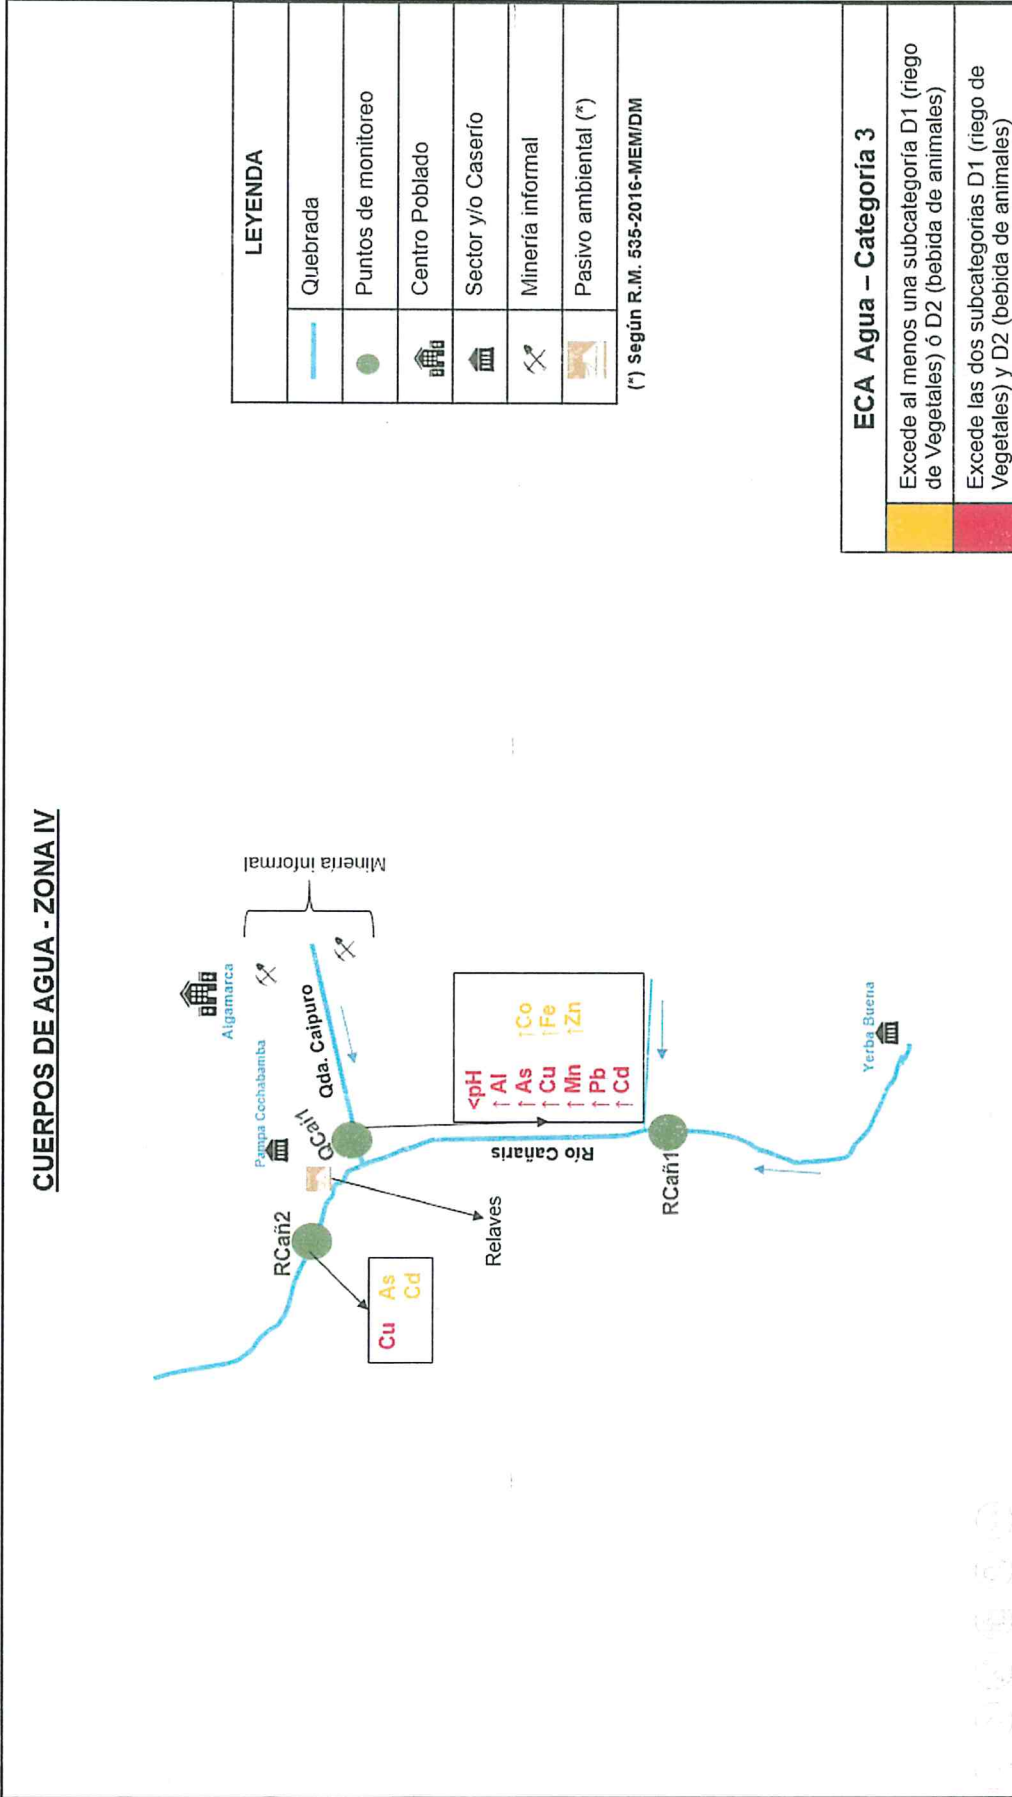 CUERPOS DE AGUA - ZONA IV
Algamarca
Pampa Cochabamba
Qda. Caipuro
Minería informal
QCai1
RCañ2
Cu As
Cd
Relaves
<pH
↑Al ↑Co
↑As ↑Fe
↑Cu ↑Zn
↑Mn
↑Pb
↑Cd
Río Cañaris
RCañ1
Yerba Buena
LEYENDA
Quebrada
Puntos de monitoreo
Centro Poblado
Sector y/o Caserío
Minería informal
Pasivo ambiental (*)
(*) Según R.M. 535-2016-MEM/DM
ECA Agua – Categoría 3
Excede al menos una subcategoría D1 (riego
de Vegetales) ó D2 (bebida de animales)
Excede las dos subcategorias D1 (riego de
Vegetales) y D2 (bebida de animales)